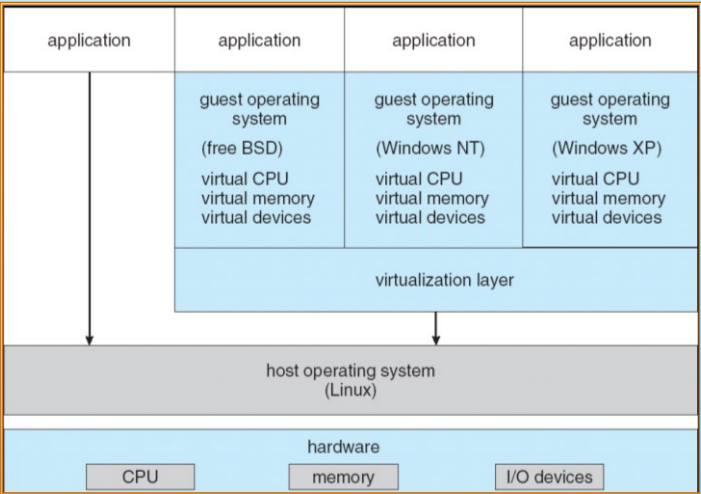 application
application
application
application
guest operating
system
(free BSD)
virtual CPU
virtual memory
virtual devices
guest operating
system
(Windows NT)
virtual CPU
virtual memory
virtual devices
guest operating
system
(Windows XP)
virtual CPU
virtual memory
virtual devices
virtualization layer
host operating system
(Linux)
hardware
CPU
memory
I/O devices